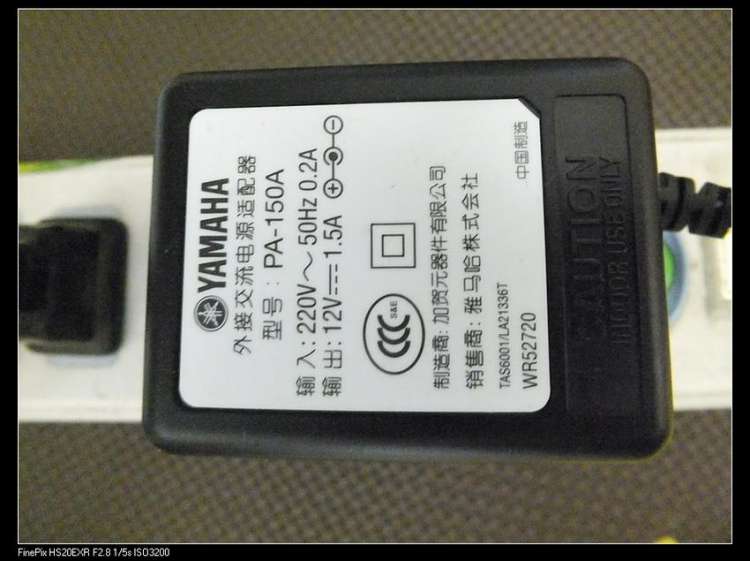 YAMAHA
外接交流电源适配器
型号: PA-150A
输入: 220V～ 50Hz 0.2A
输出: 12V⎓ 1.5A
CCC
S&E
制造商: 加贺元器件有限公司
销售商: 雅马哈株式会社
TAS6001/LA21336T
WR52720
中国制造
CAUTION
INDOOR USE ONLY
FinePix HS20EXR F2.8 1/5s ISO3200